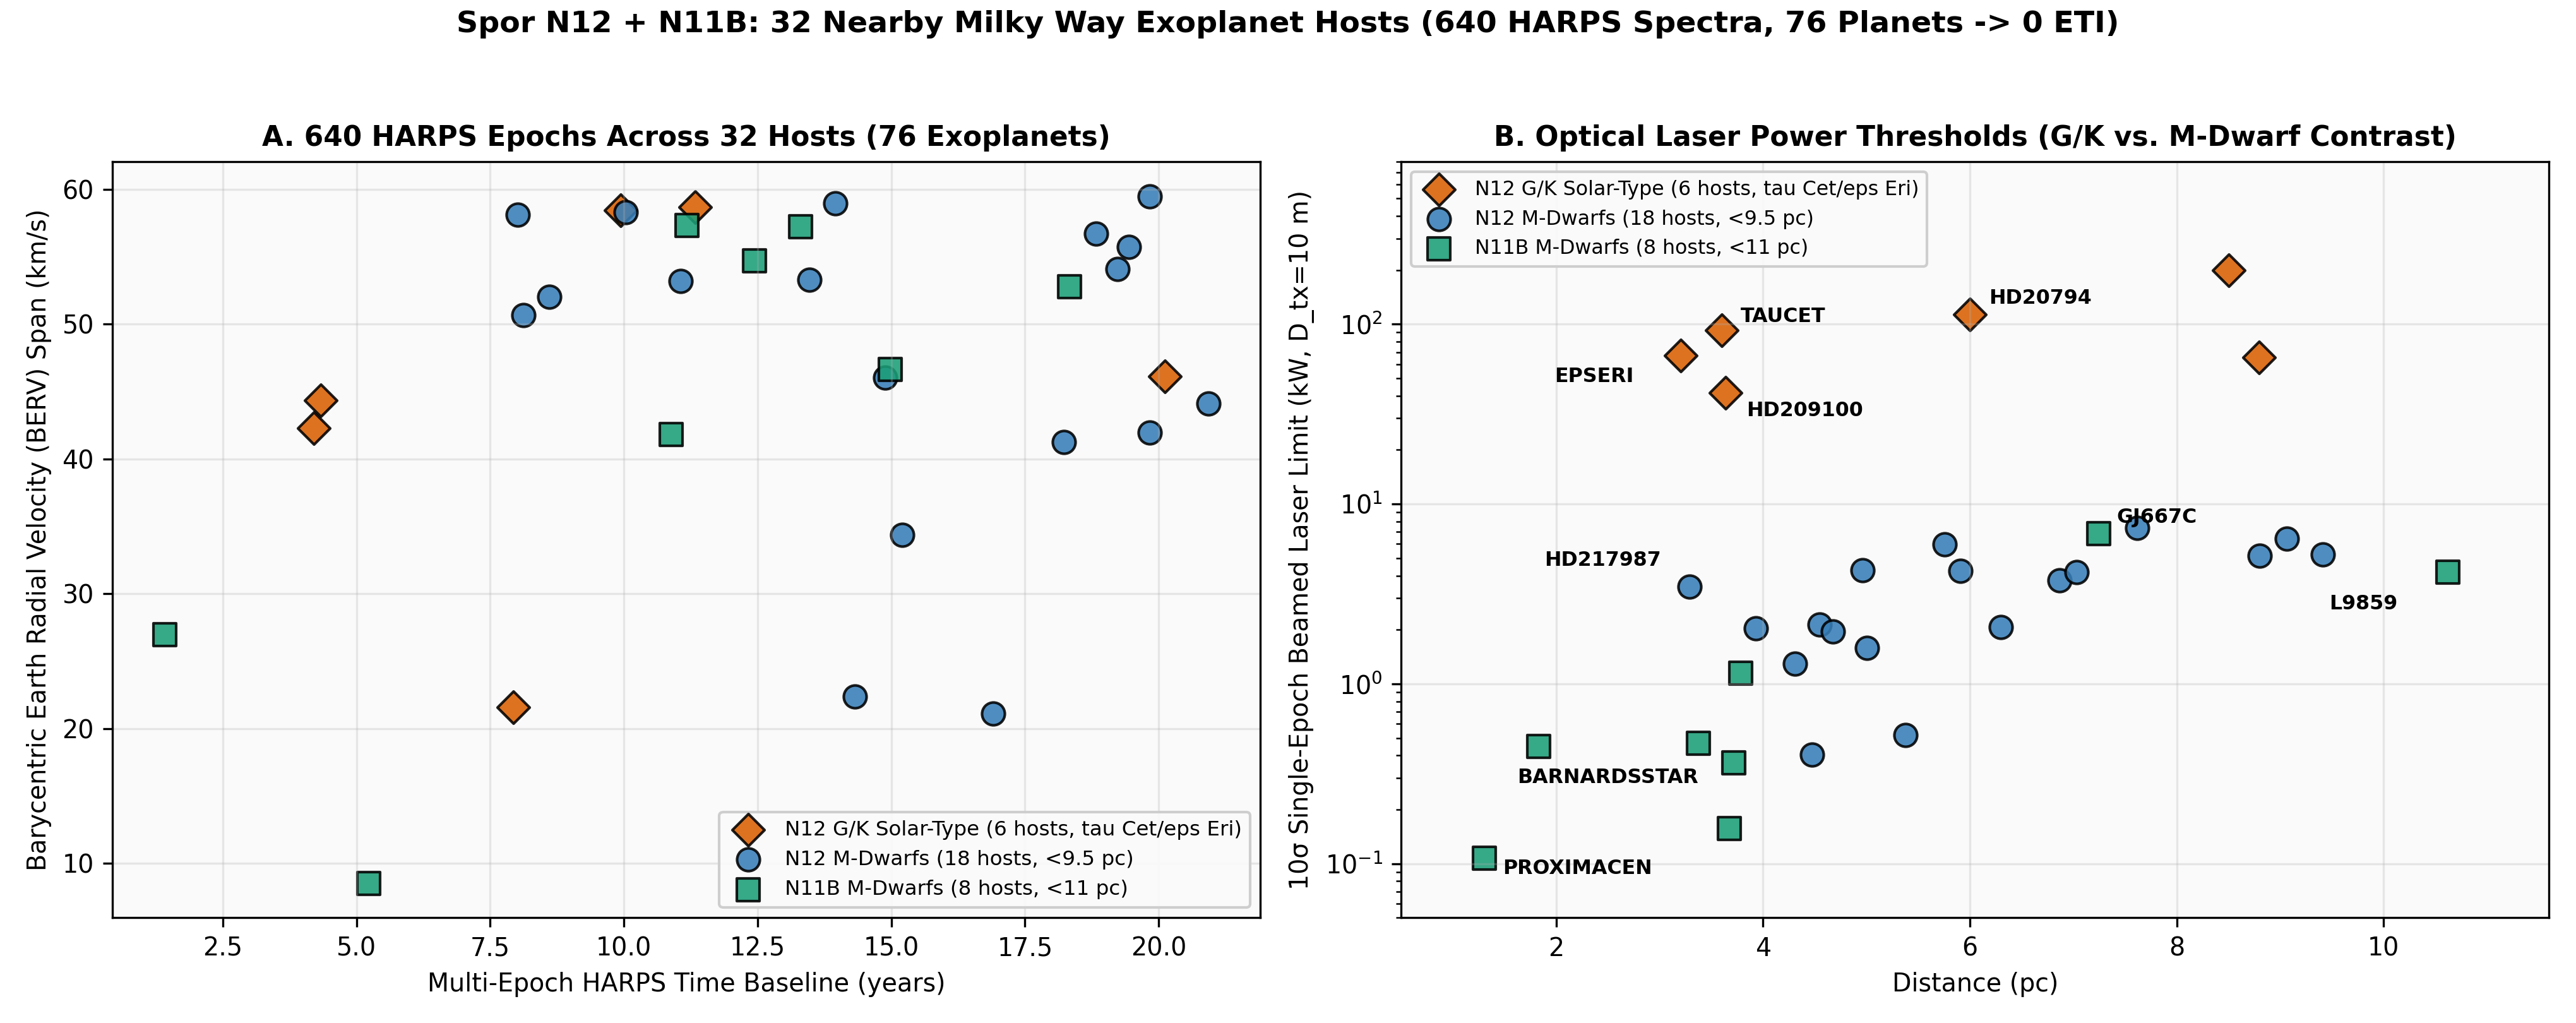 Spor N12 + N11B: 32 Nearby Milky Way Exoplanet Hosts (640 HARPS Spectra, 76 Planets -> 0 ETI)
A. 640 HARPS Epochs Across 32 Hosts (76 Exoplanets)
Barycentric Earth Radial Velocity (BERV) Span (km/s)
60
50
40
30
20
10
N12 G/K Solar-Type (6 hosts, tau Cet/eps Eri)
N12 M-Dwarfs (18 hosts, <9.5 pc)
N11B M-Dwarfs (8 hosts, <11 pc)
2.5 5.0 7.5 10.0 12.5 15.0 17.5 20.0
Multi-Epoch HARPS Time Baseline (years)
B. Optical Laser Power Thresholds (G/K vs. M-Dwarf Contrast)
10σ Single-Epoch Beamed Laser Limit (kW, D_tx=10 m)
N12 G/K Solar-Type (6 hosts, tau Cet/eps Eri)
N12 M-Dwarfs (18 hosts, <9.5 pc)
N11B M-Dwarfs (8 hosts, <11 pc)
10²
10¹
10⁰
10⁻¹
HD20794
TAUCET
EPSERI
HD209100
GJ667C
HD217987
L9859
BARNARDSSTAR
PROXIMACEN
2 4 6 8 10
Distance (pc)